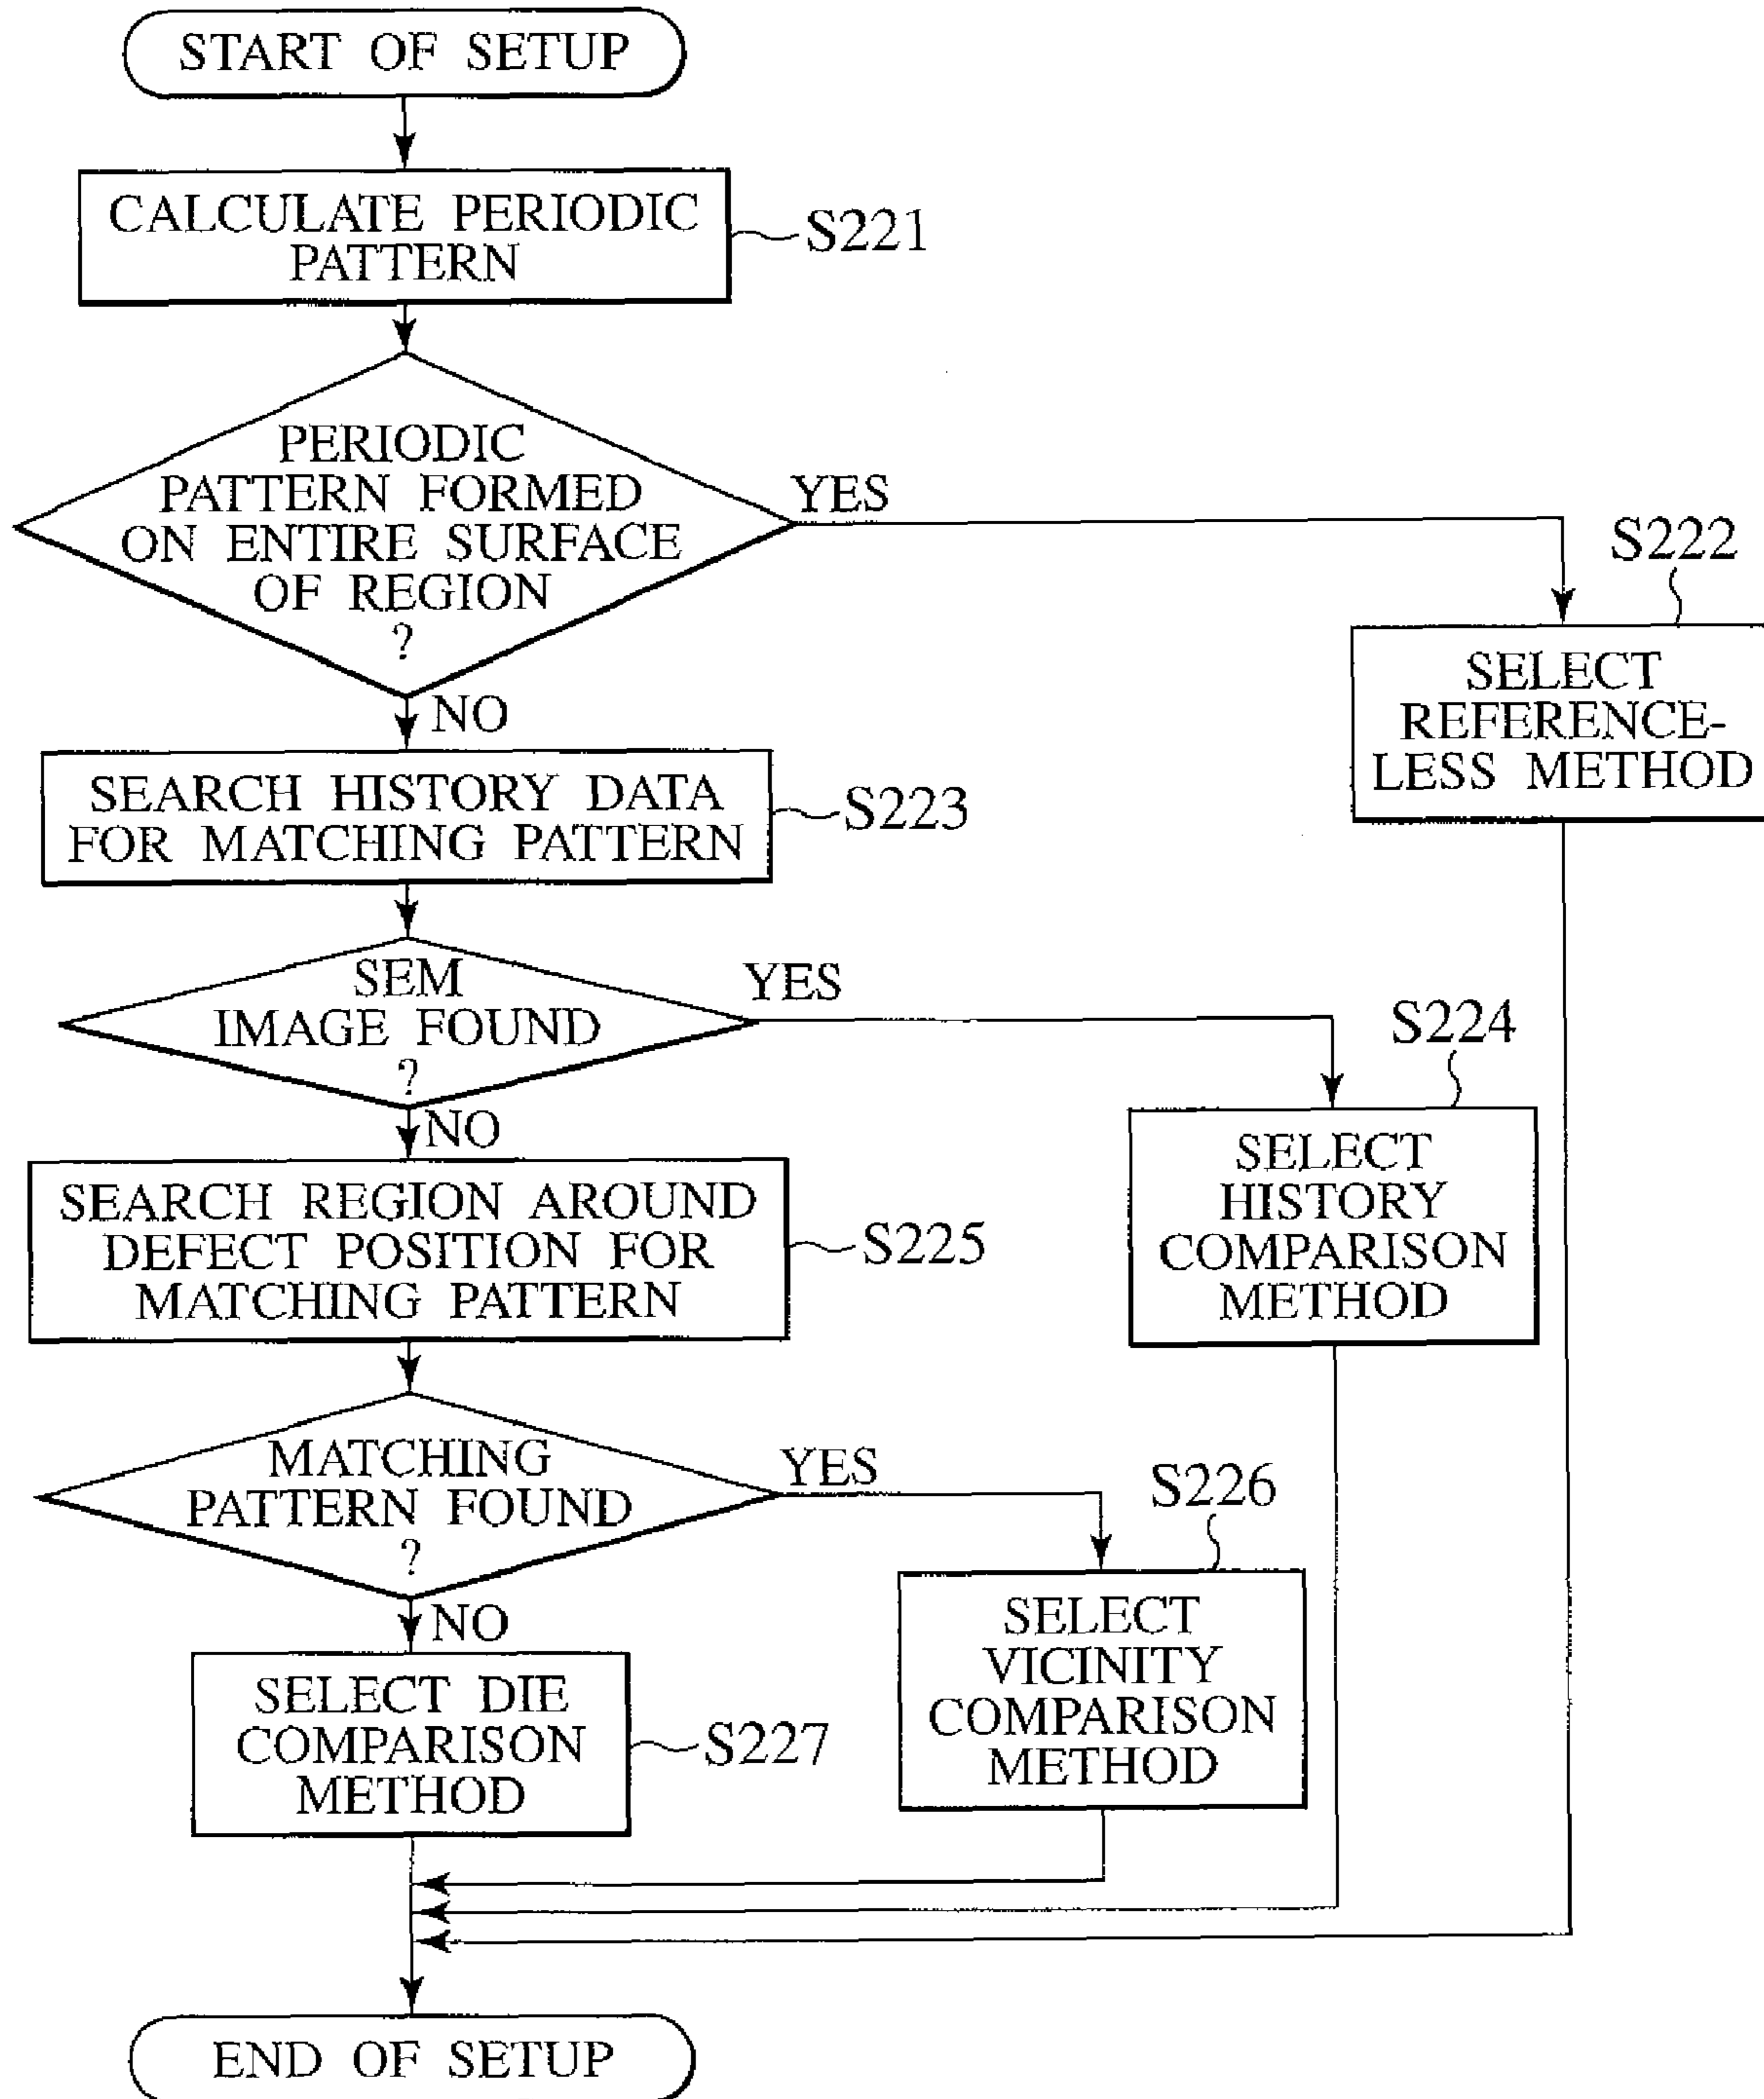 START OF SETUP
CALCULATE PERIODIC
PATTERN
S221
PERIODIC
PATTERN FORMED
ON ENTIRE SURFACE
OF REGION
?
YES
NO
S222
SELECT
REFERENCE-
LESS METHOD
SEARCH HISTORY DATA
FOR MATCHING PATTERN
S223
SEM
IMAGE FOUND
?
YES
NO
S224
SELECT
HISTORY
COMPARISON
METHOD
SEARCH REGION AROUND
DEFECT POSITION FOR
MATCHING PATTERN
S225
MATCHING
PATTERN FOUND
?
YES
NO
S226
SELECT
VICINITY
COMPARISON
METHOD
SELECT DIE
COMPARISON
METHOD
S227
END OF SETUP